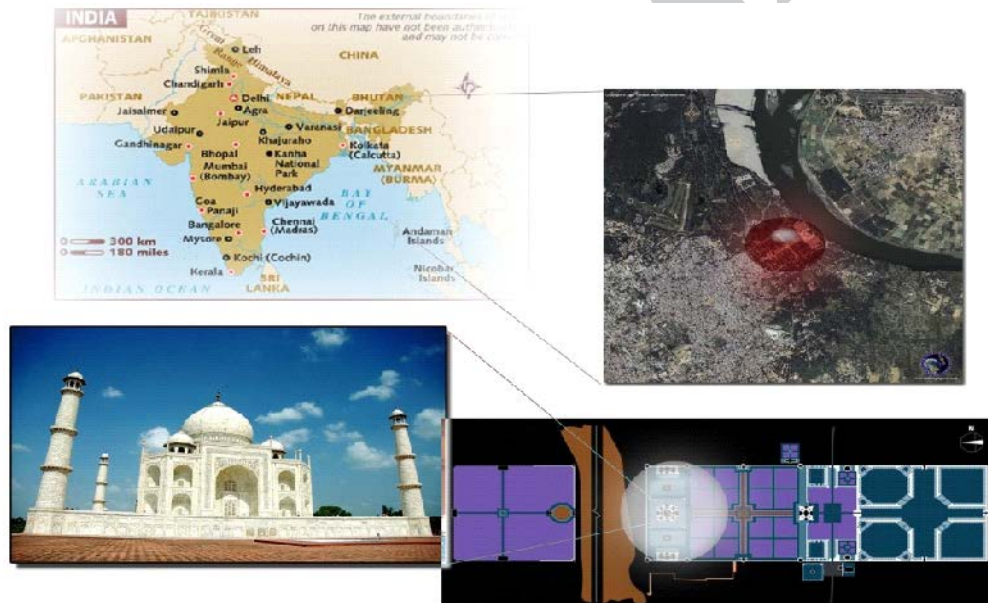 INDIA
TAJIKISTAN
The external boundaries of
on this map have not been
and may not be
AFGHANISTAN
Great Himalaya
Range
Leh
CHINA
Shimla
Chandigarh
PAKISTAN
Delhi
NEPAL
BHUTAN
Jaisalmer
Agra
Darjeeling
Jaipur
Udaipur
Varanasi
BANGLADESH
Gandhinagar
Khajuraho
Kolkata
(Calcutta)
Bhopal
Kanha
National
Park
Mumbai
(Bombay)
MYANMAR
(BURMA)
ARABIAN
SEA
Hyderabad
BAY
OF
BENGAL
Goa
Panaji
Vijayawada
Bangalore
Chennai
(Madras)
Andaman
Islands
300 km
180 miles
Mysore
Kochi (Cochin)
Nicobar
Islands
Kerala
SRI
LANKA
INDIAN OCEAN
N